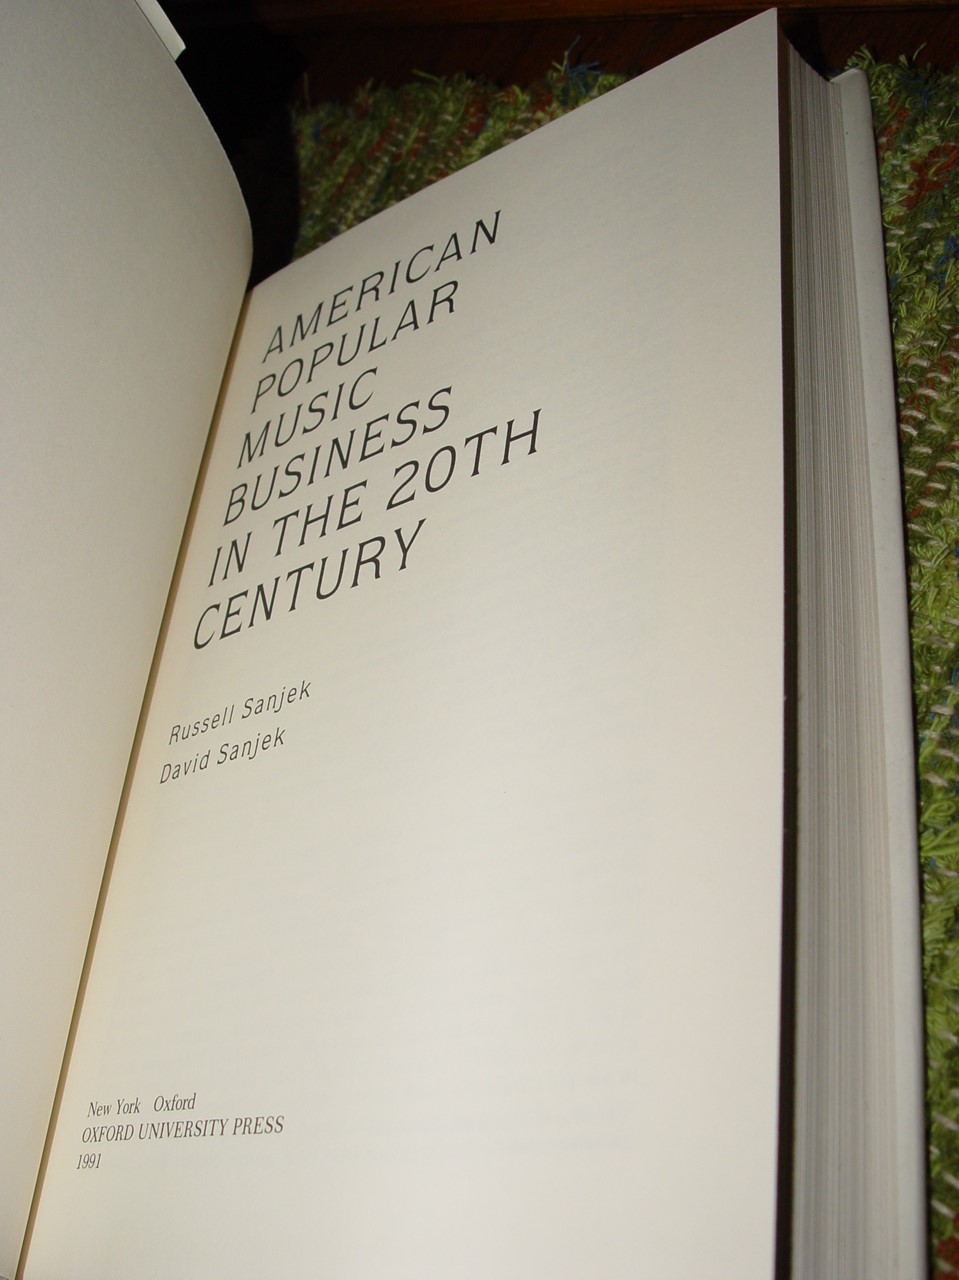 AMERICAN
POPULAR
MUSIC
BUSINESS
IN THE 20TH
CENTURY
Russell Sanjek
David Sanjek
New York Oxford
OXFORD UNIVERSITY PRESS
1991